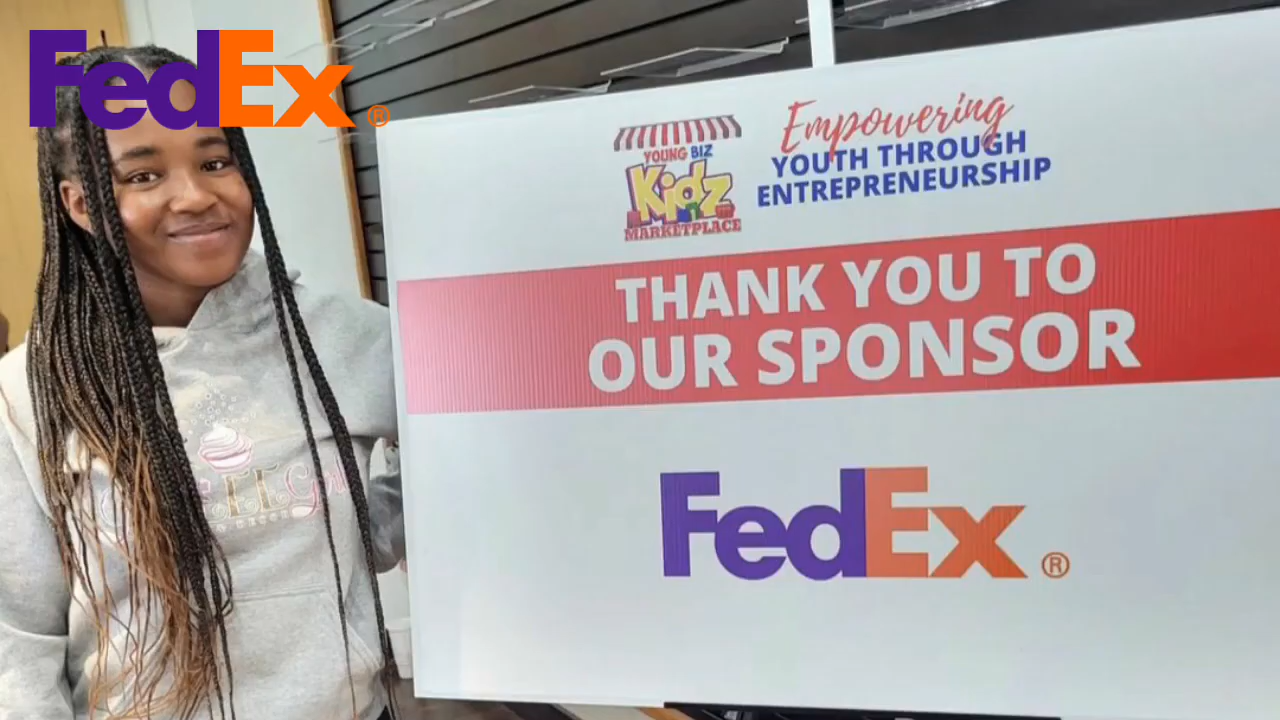 FedEx ®
YOUNG BIZ
Kidz
MARKETPLACE
Empowering
YOUTH THROUGH
ENTREPRENEURSHIP
THANK YOU TO
OUR SPONSOR
FedEx ®